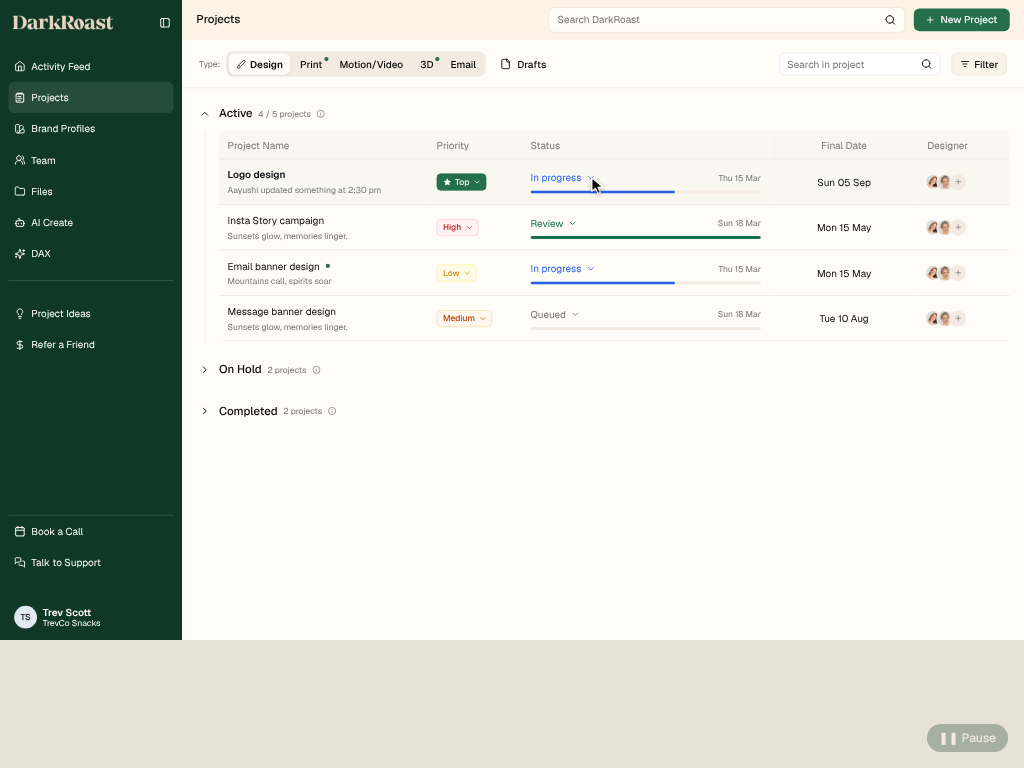 DarkRoast
Projects
Search DarkRoast
+ New Project
Activity Feed
Projects
Brand Profiles
Team
Files
AI Create
DAX
Project Ideas
Refer a Friend
Book a Call
Talk to Support
TS
Trev Scott
TrevCo Snacks
Type:
Design
Print
Motion/Video
3D
Email
Drafts
Search in project
Filter
Active 4 / 5 projects
Project Name Priority Status Final Date Designer
Logo design
Aayushi updated something at 2:30 pm
Top
In progress
Thu 15 Mar
Sun 05 Sep
+
Insta Story campaign
Sunsets glow, memories linger.
High
Review
Sun 18 Mar
Mon 15 May
+
Email banner design
Mountains call, spirits soar
Low
In progress
Thu 15 Mar
Mon 15 May
+
Message banner design
Sunsets glow, memories linger.
Medium
Queued
Sun 18 Mar
Tue 10 Aug
+
On Hold 2 projects
Completed 2 projects
Pause